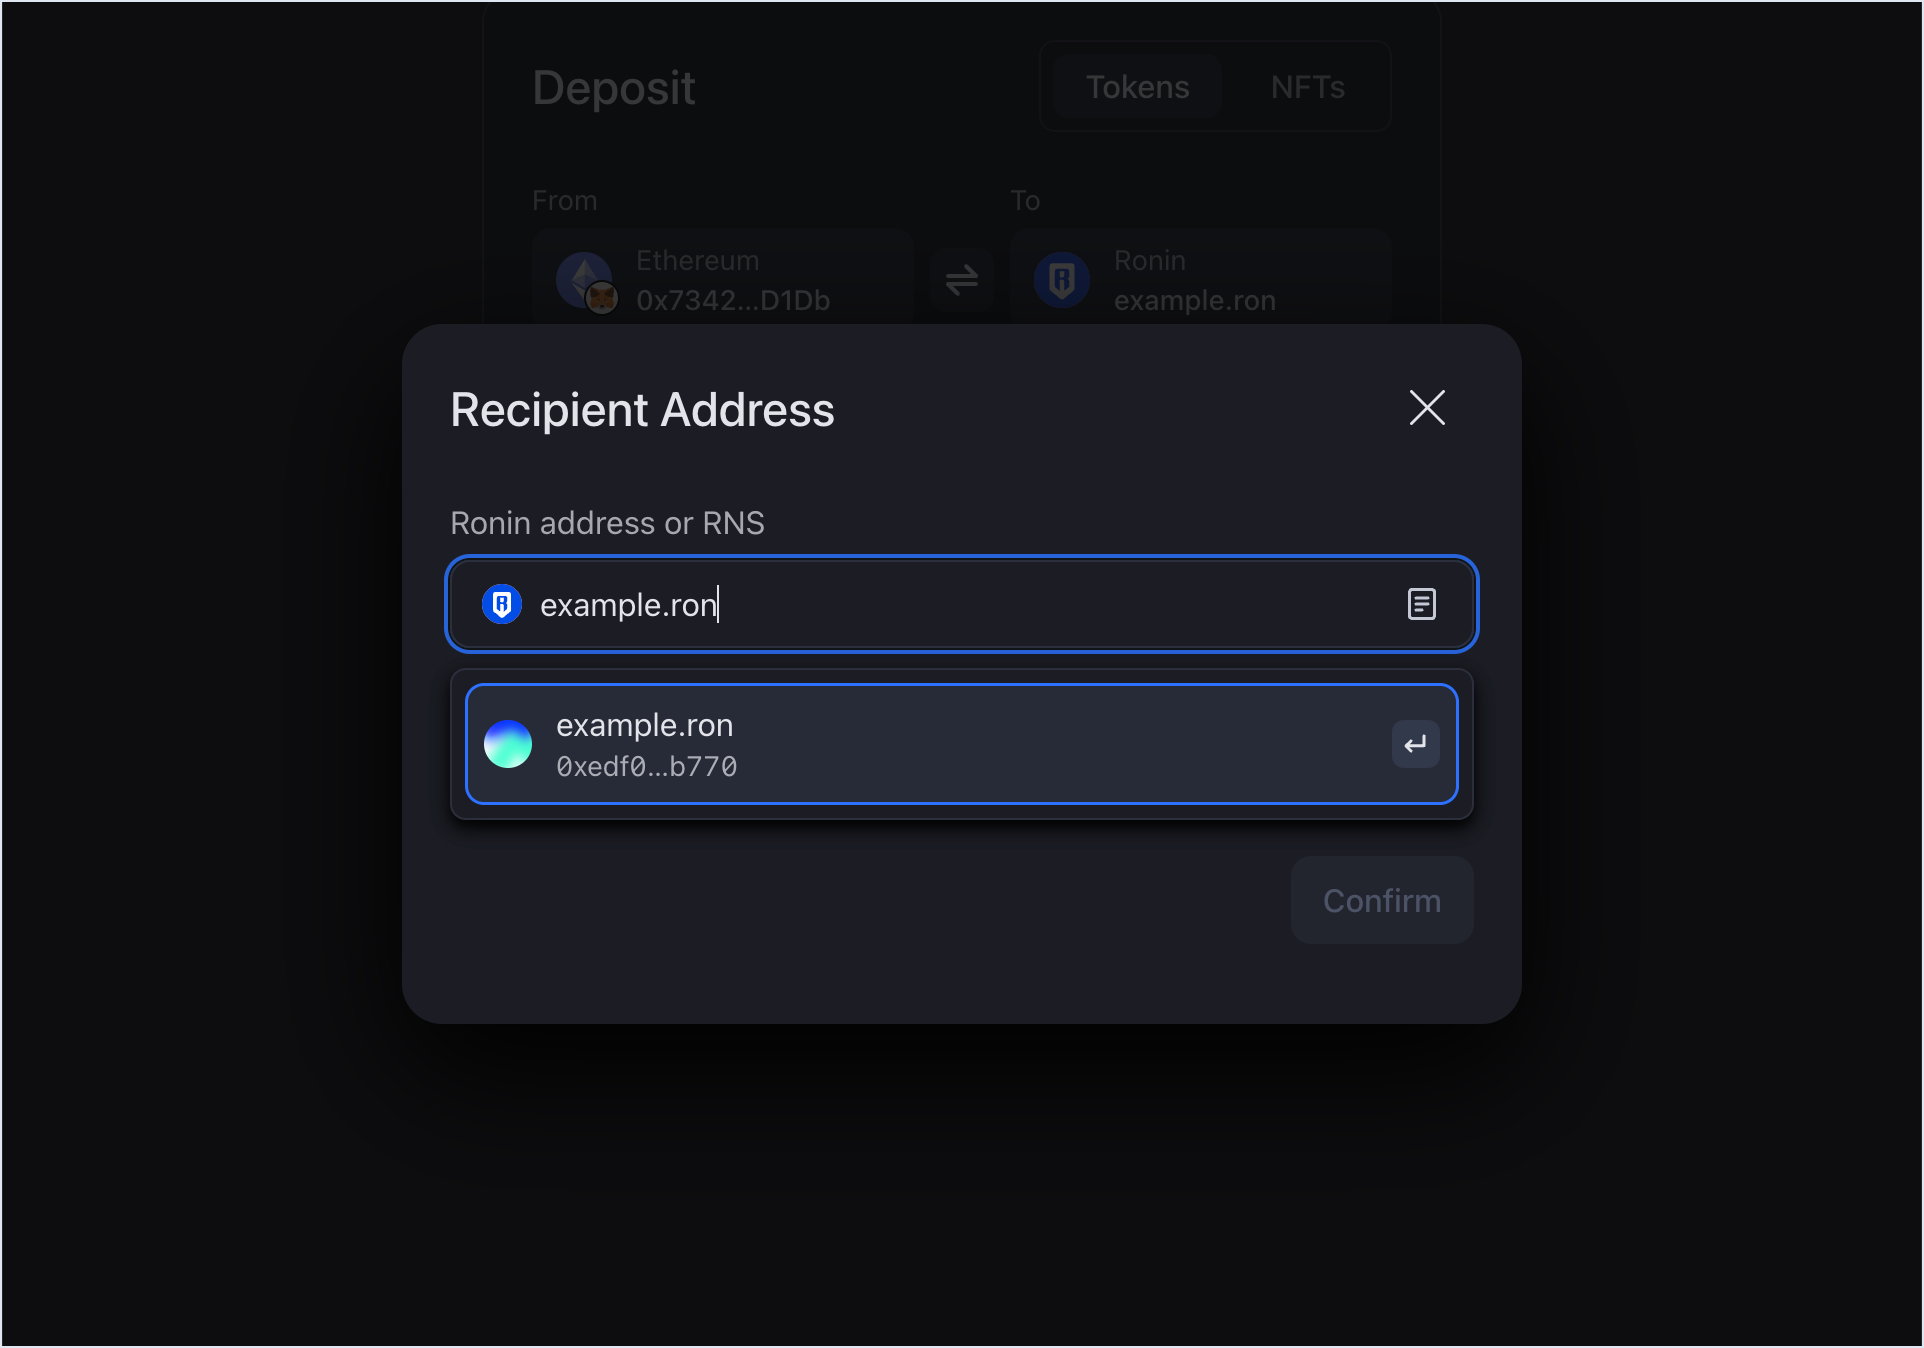 Deposit
Tokens
NFTs
From
To
Ethereum
0x7342...D1Db
Ronin
example.ron
Recipient Address
Ronin address or RNS
example.ron
example.ron
0xedf0...b770
Confirm